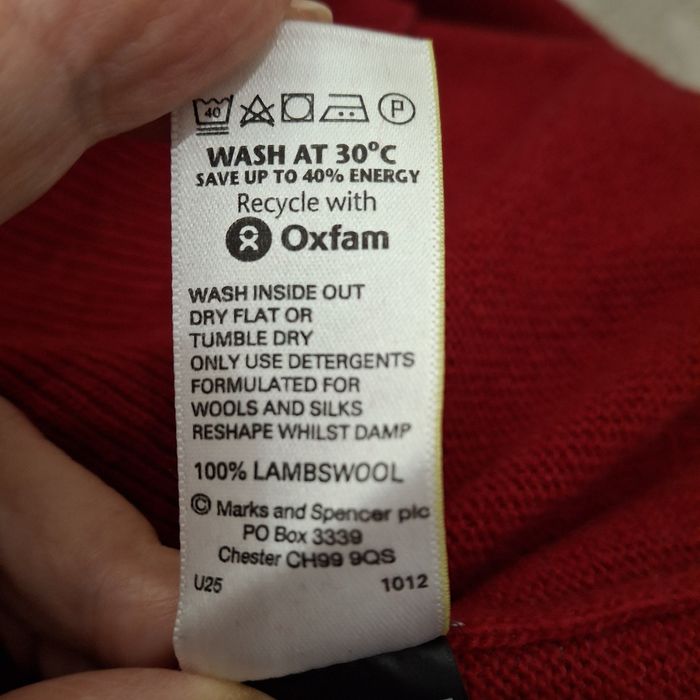 40 P
WASH AT 30°C
SAVE UP TO 40% ENERGY
Recycle with
Oxfam
WASH INSIDE OUT
DRY FLAT OR
TUMBLE DRY
ONLY USE DETERGENTS
FORMULATED FOR
WOOLS AND SILKS
RESHAPE WHILST DAMP
100% LAMBSWOOL
© Marks and Spencer plc
PO Box 3339
Chester CH99 9QS
U25 1012